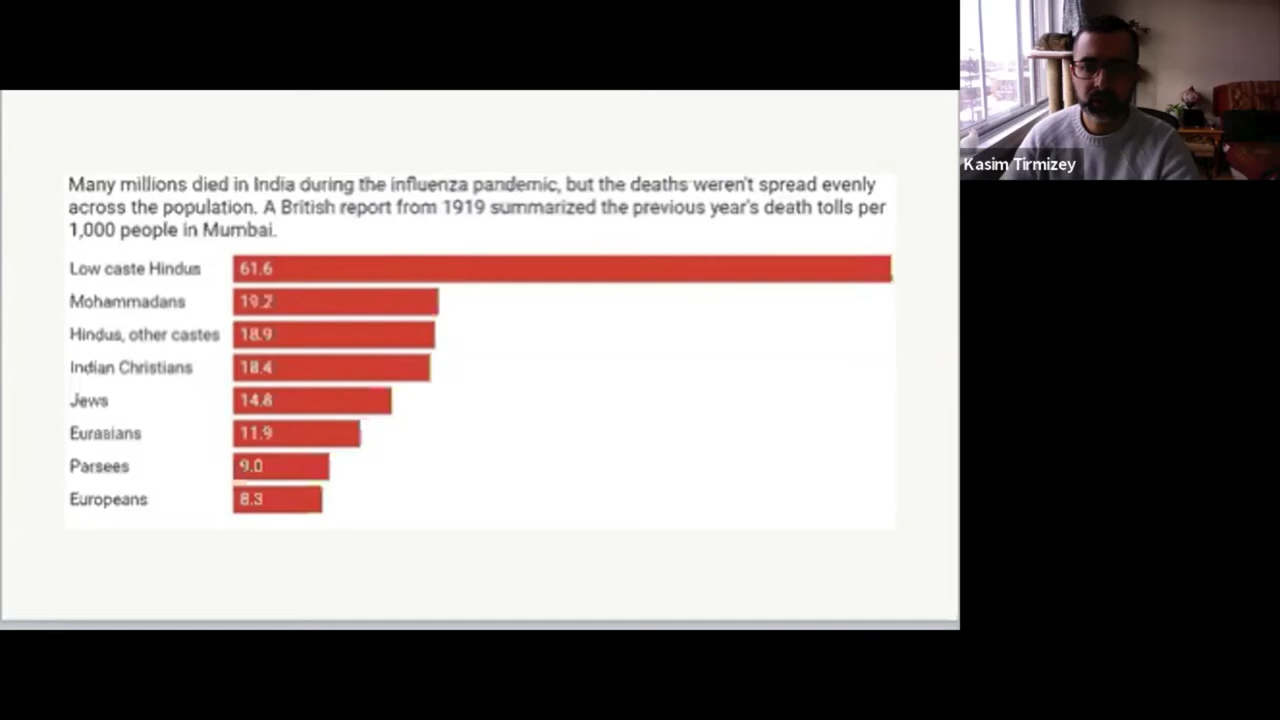 Many millions died in India during the influenza pandemic, but the deaths weren't spread evenly
across the population. A British report from 1919 summarized the previous year's death tolls per
1,000 people in Mumbai.
Low caste Hindus 61.6
Mohammadans 19.2
Hindus, other castes 18.9
Indian Christians 18.4
Jews 14.8
Eurasians 11.9
Parsees 9.0
Europeans 8.3
Kasim Tirmizey